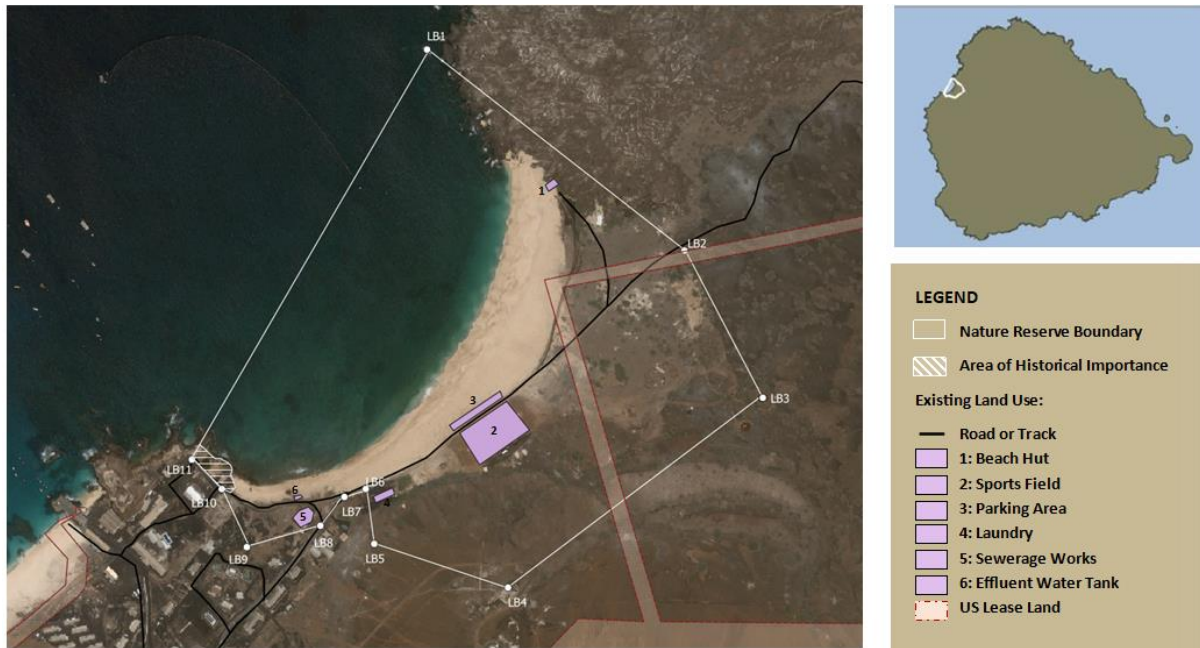 LB1
1
LB2
LB3
3
2
LB11
LB6
LB10
6
LB7
4
5
LB8
LB9
LB5
LB4
LEGEND
Nature Reserve Boundary
Area of Historical Importance
Existing Land Use:
Road or Track
1: Beach Hut
2: Sports Field
3: Parking Area
4: Laundry
5: Sewerage Works
6: Effluent Water Tank
US Lease Land